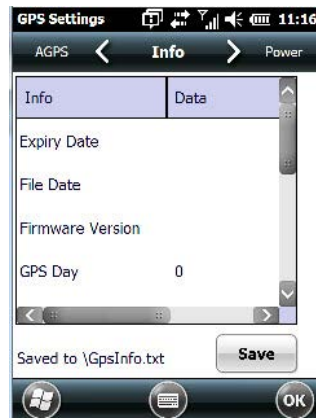 GPS Settings 11:16
AGPS Info Power
Info Data
Expiry Date
File Date
Firmware Version
GPS Day 0
Saved to \GpsInfo.txt Save
OK